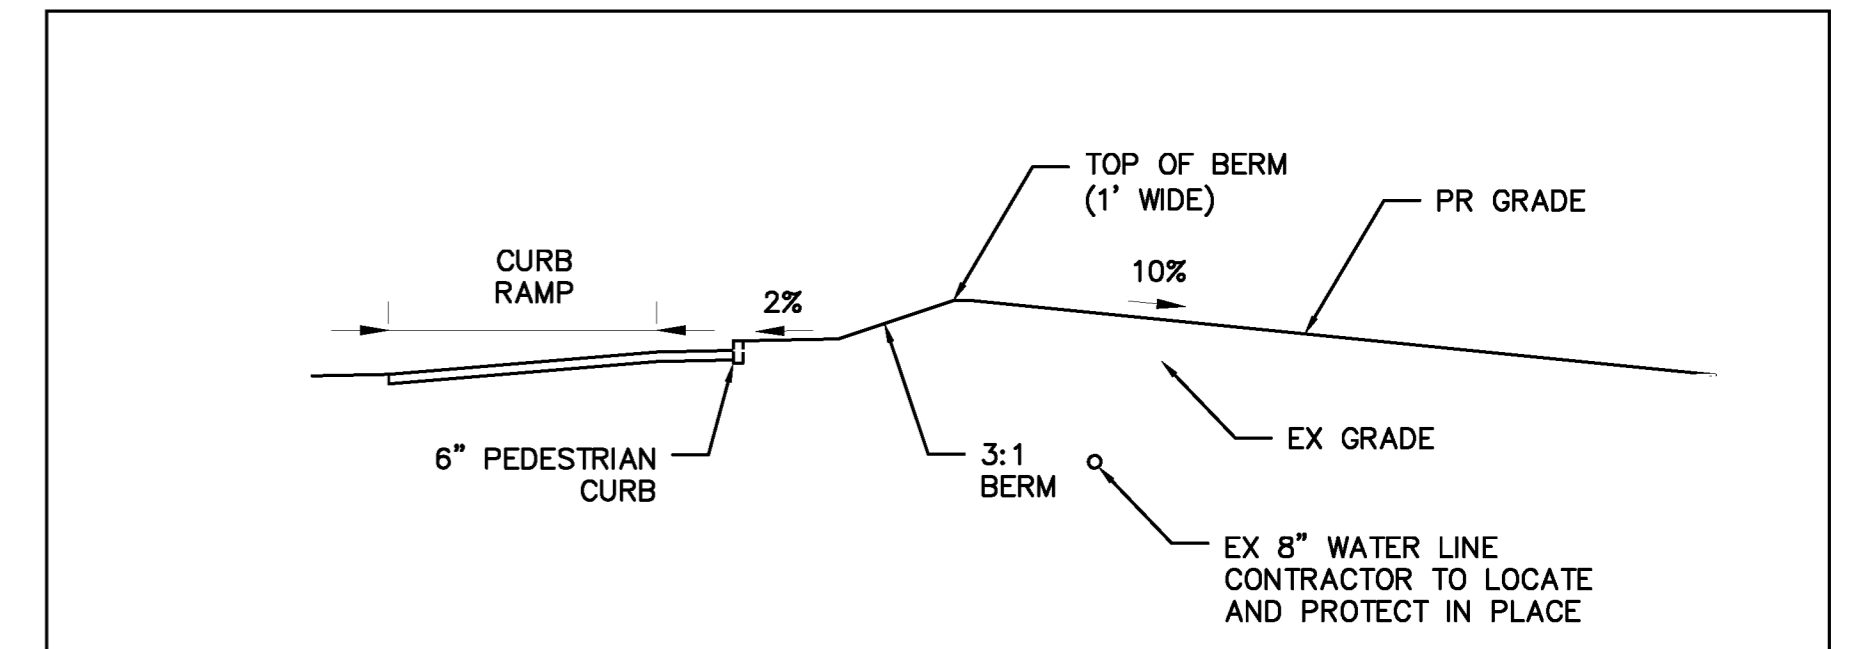 TOP OF BERM
(1' WIDE)
PR GRADE
CURB
RAMP
2%
10%
6" PEDESTRIAN
CURB
3:1
BERM
EX GRADE
EX 8" WATER LINE
CONTRACTOR TO LOCATE
AND PROTECT IN PLACE